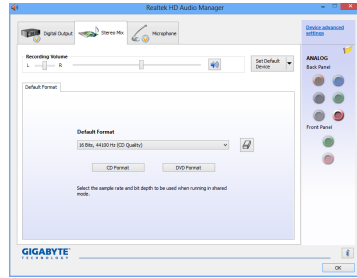 Realtek HD Audio Manager
Digital Output
Stereo Mix
Microphone
Device advanced
settings
Recording Volume
L
R
Set Default
Device
ANALOG
Back Panel
Default Format
Default Format
16 Bits, 44100 Hz (CD Quality)
CD Format
DVD Format
Select the sample rate and bit depth to be used when running in shared
mode.
Front Panel
GIGABYTE
TECHNOLOGY
OK